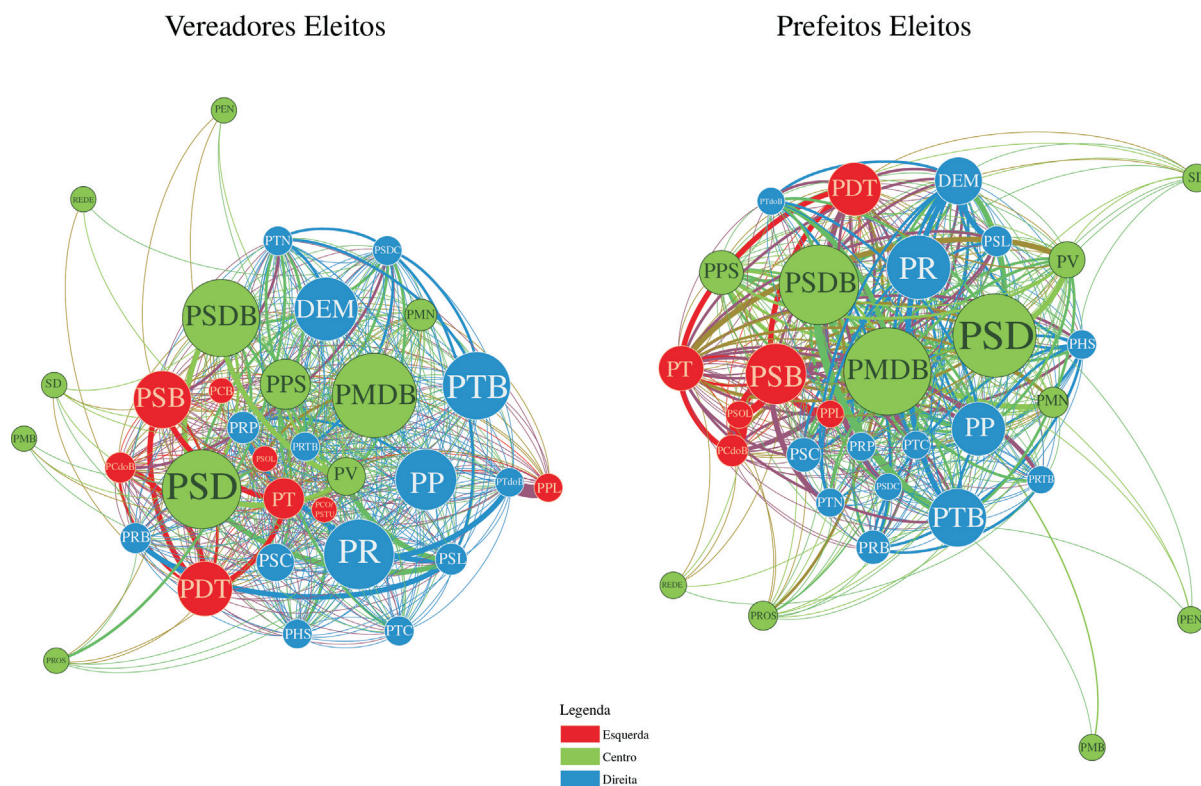 Vereadores Eleitos
PEN
REDE
PTN
PSDC
DEM
PSDB
PMN
SD
PSB
PCB
PPS
PMDB
PTB
PMB
PRP
PRTB
PCdoB
PSOL
PV
PSD
PT
PP
PTdoB
PPL
PCO/
PSTU
PRB
PSC
PR
PSL
PDT
PHS
PTC
PROS
Prefeitos Eleitos
SD
PDT
DEM
PTdoB
PSL
PPS
PSDB
PR
PV
PSD
PHS
PT
PSB
PMDB
PMN
PSOL
PPL
PP
PCdoB
PSC
PRP
PTC
PSDC
PRTB
PTN
PTB
PRB
REDE
PROS
PEN
PMB
Legenda
Esquerda
Centro
Direita